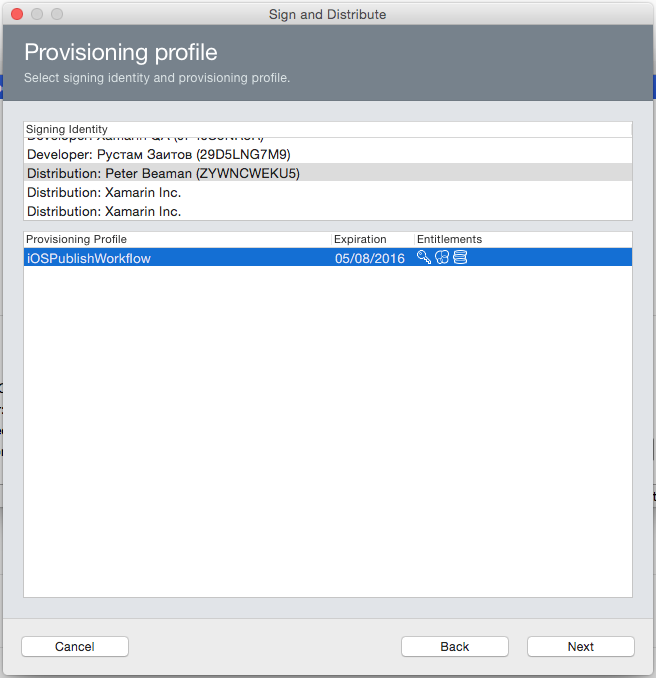 Sign and Distribute
Provisioning profile
Select signing identity and provisioning profile.
Signing Identity
Developer: Рустам Заитов (29D5LNG7M9)
Distribution: Peter Beaman (ZYWNCWEKU5)
Distribution: Xamarin Inc.
Distribution: Xamarin Inc.
Provisioning Profile Expiration Entitlements
iOSPublishWorkflow 05/08/2016
Cancel Back Next